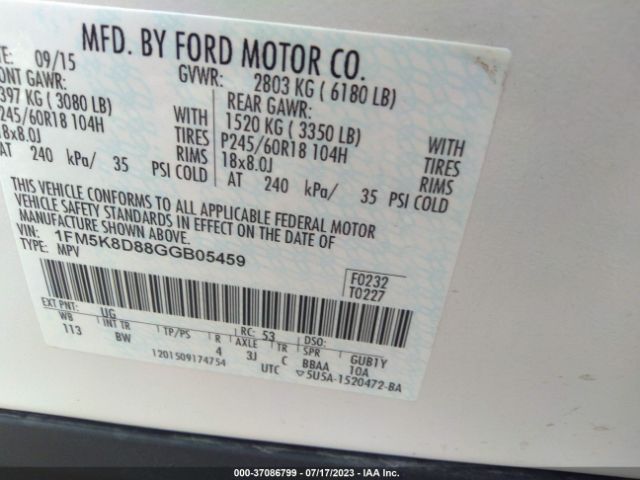 MFD. BY FORD MOTOR CO.
TE: 09/15 GVWR: 2803 KG ( 6180 LB)
ONT GAWR: REAR GAWR:
397 KG ( 3080 LB) WITH 1520 KG ( 3350 LB) WITH
P245/60R18 104H TIRES P245/60R18 104H TIRES
18x8.0J RIMS 18x8.0J RIMS
AT 240 kPa/ 35 PSI COLD AT 240 kPa/ 35 PSI COLD
THIS VEHICLE CONFORMS TO ALL APPLICABLE FEDERAL MOTOR
VEHICLE SAFETY STANDARDS IN EFFECT ON THE DATE OF
MANUFACTURE SHOWN ABOVE.
VIN: 1FM5K8D88GGB05459
TYPE: MPV
F0232
T0227
EXT PNT: UG RC: 53 DSO:
WB INT TR TP/PS R AXLE TR SPR GUB1Y
113 BW 4 3J C BBAA 10A
1201509174754 UTC ▽5U5A-1520472-BA
000-37086799 / 07/17/2023 - IAA Inc.